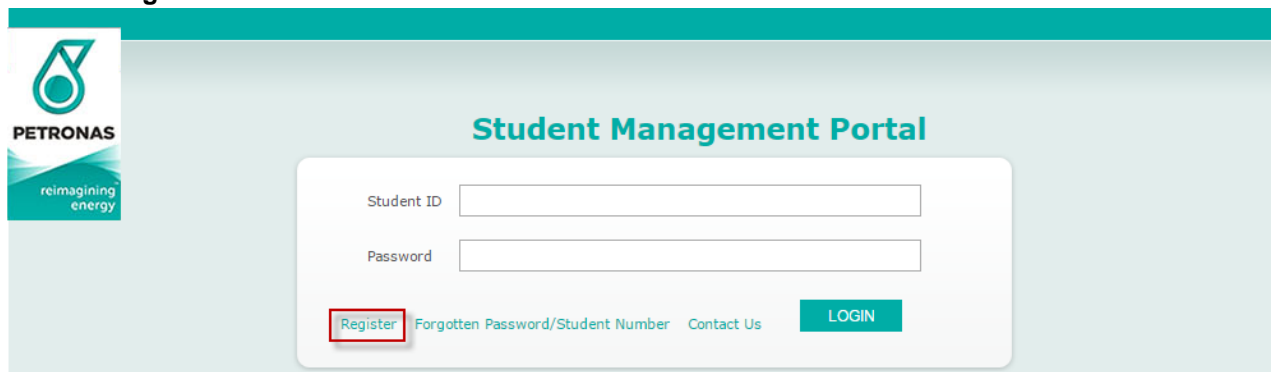 PETRONAS
reimagining
energy
Student Management Portal
Student ID
Password
Register Forgotten Password/Student Number Contact Us LOGIN